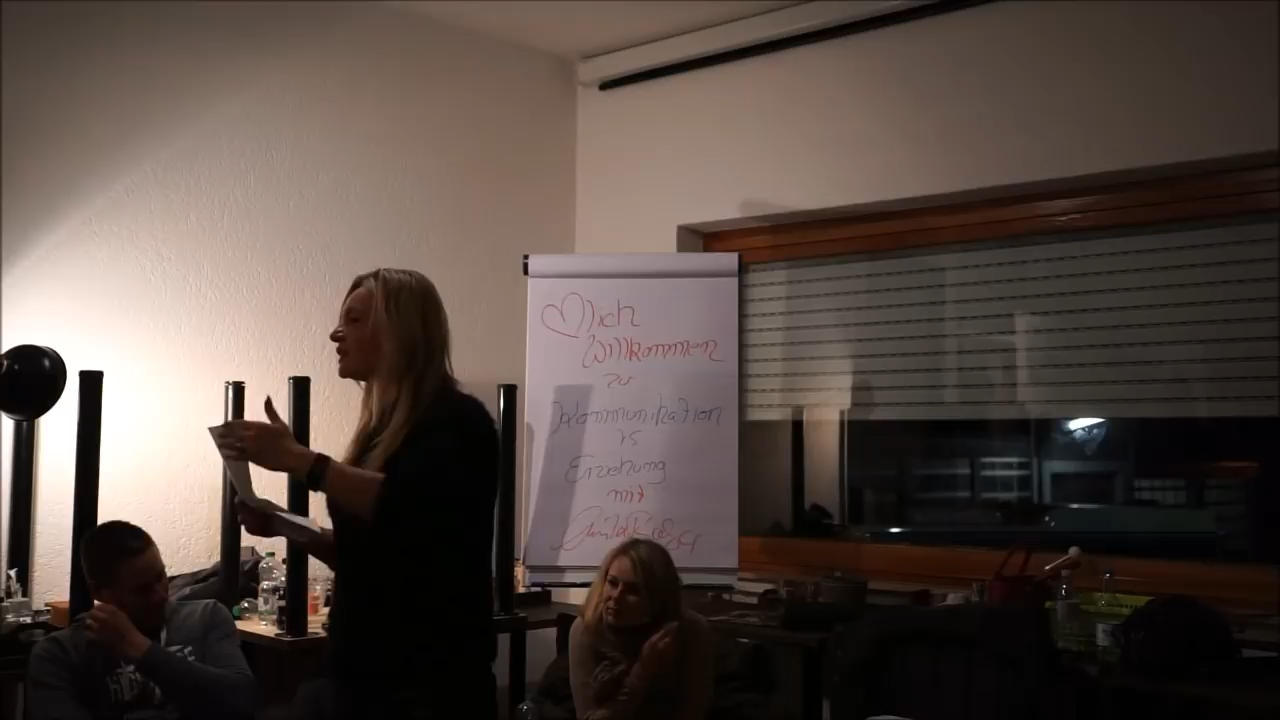 lich
Willkommen
zu
Kommunikation
vs
Erziehung
mit